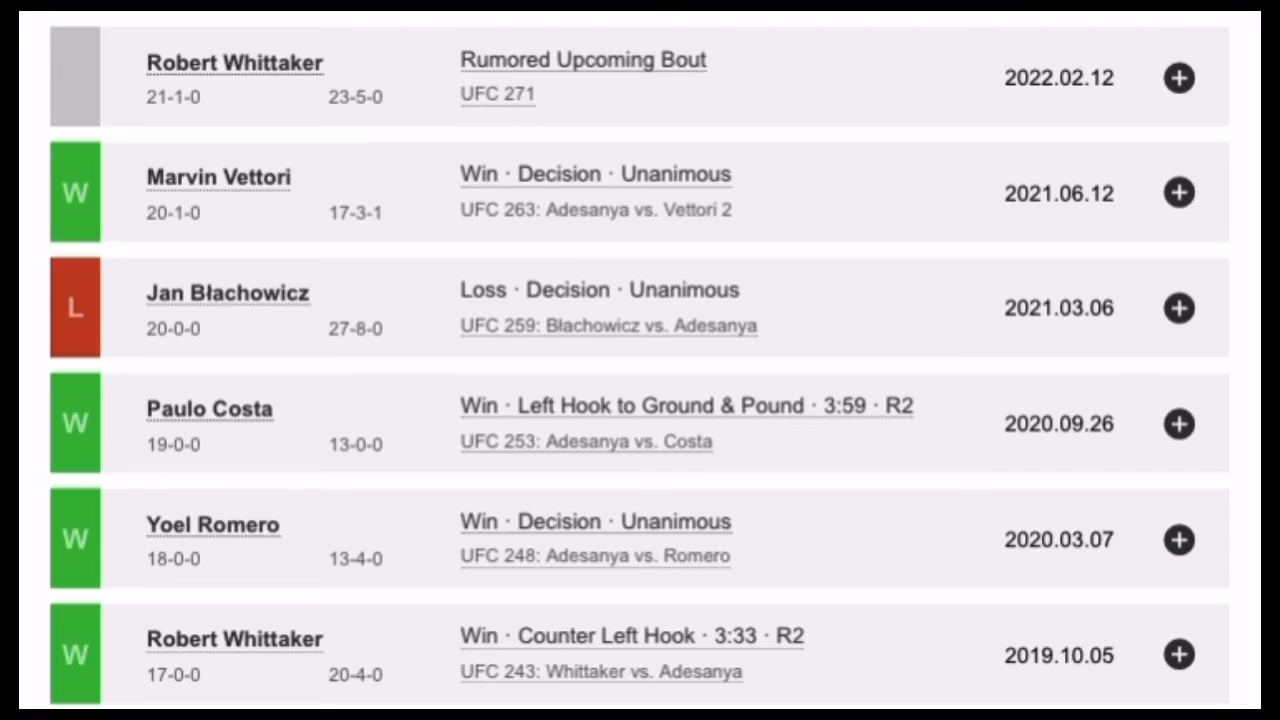 Robert Whittaker
Rumored Upcoming Bout
21-1-0 23-5-0
UFC 271
2022.02.12
W
Marvin Vettori
Win · Decision · Unanimous
20-1-0 17-3-1
UFC 263: Adesanya vs. Vettori 2
2021.06.12
L
Jan Błachowicz
Loss · Decision · Unanimous
20-0-0 27-8-0
UFC 259: Błachowicz vs. Adesanya
2021.03.06
W
Paulo Costa
Win · Left Hook to Ground & Pound · 3:59 · R2
19-0-0 13-0-0
UFC 253: Adesanya vs. Costa
2020.09.26
W
Yoel Romero
Win · Decision · Unanimous
18-0-0 13-4-0
UFC 248: Adesanya vs. Romero
2020.03.07
W
Robert Whittaker
Win · Counter Left Hook · 3:33 · R2
17-0-0 20-4-0
UFC 243: Whittaker vs. Adesanya
2019.10.05